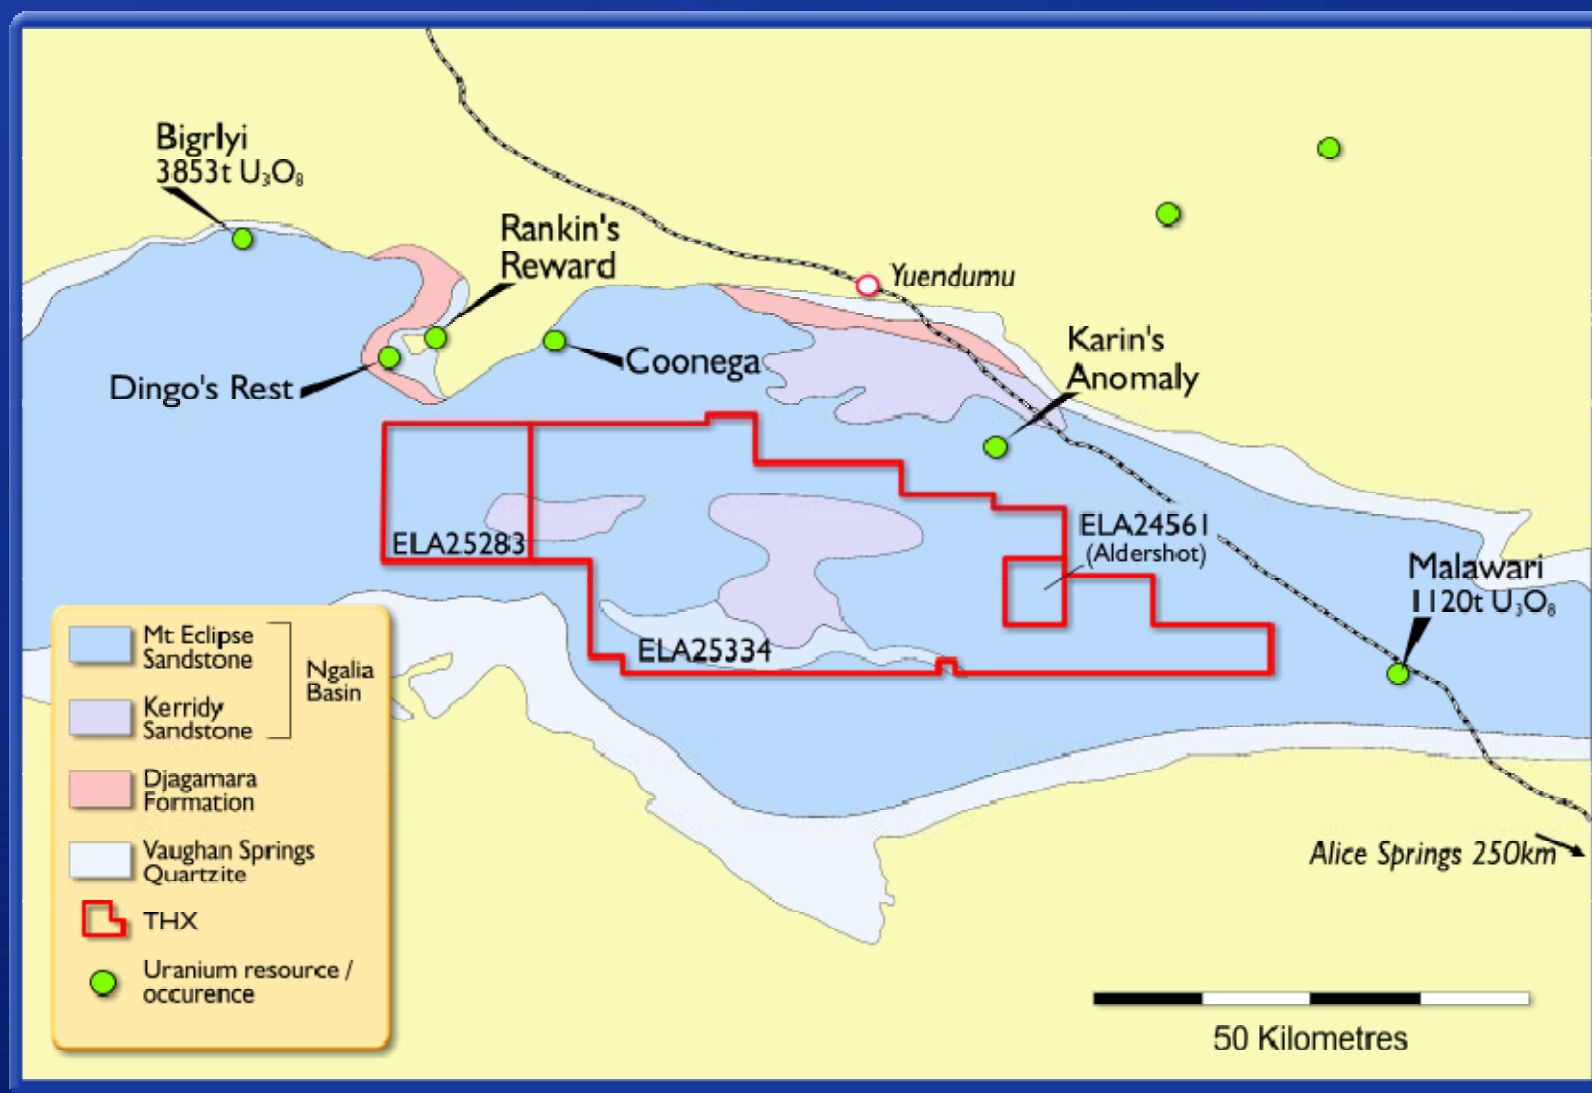 Bigrlyi
3853t U₃O₈
Rankin's
Reward
Yuendumu
Karin's
Anomaly
Coonega
Dingo's Rest
ELA25283
ELA24561
(Aldershot)
Malawari
1120t U₃O₈
ELA25334
Mt Eclipse
Sandstone
Ngalia
Basin
Kerridy
Sandstone
Djagamara
Formation
Vaughan Springs
Quartzite
THX
Uranium resource /
occurence
Alice Springs 250km
50 Kilometres